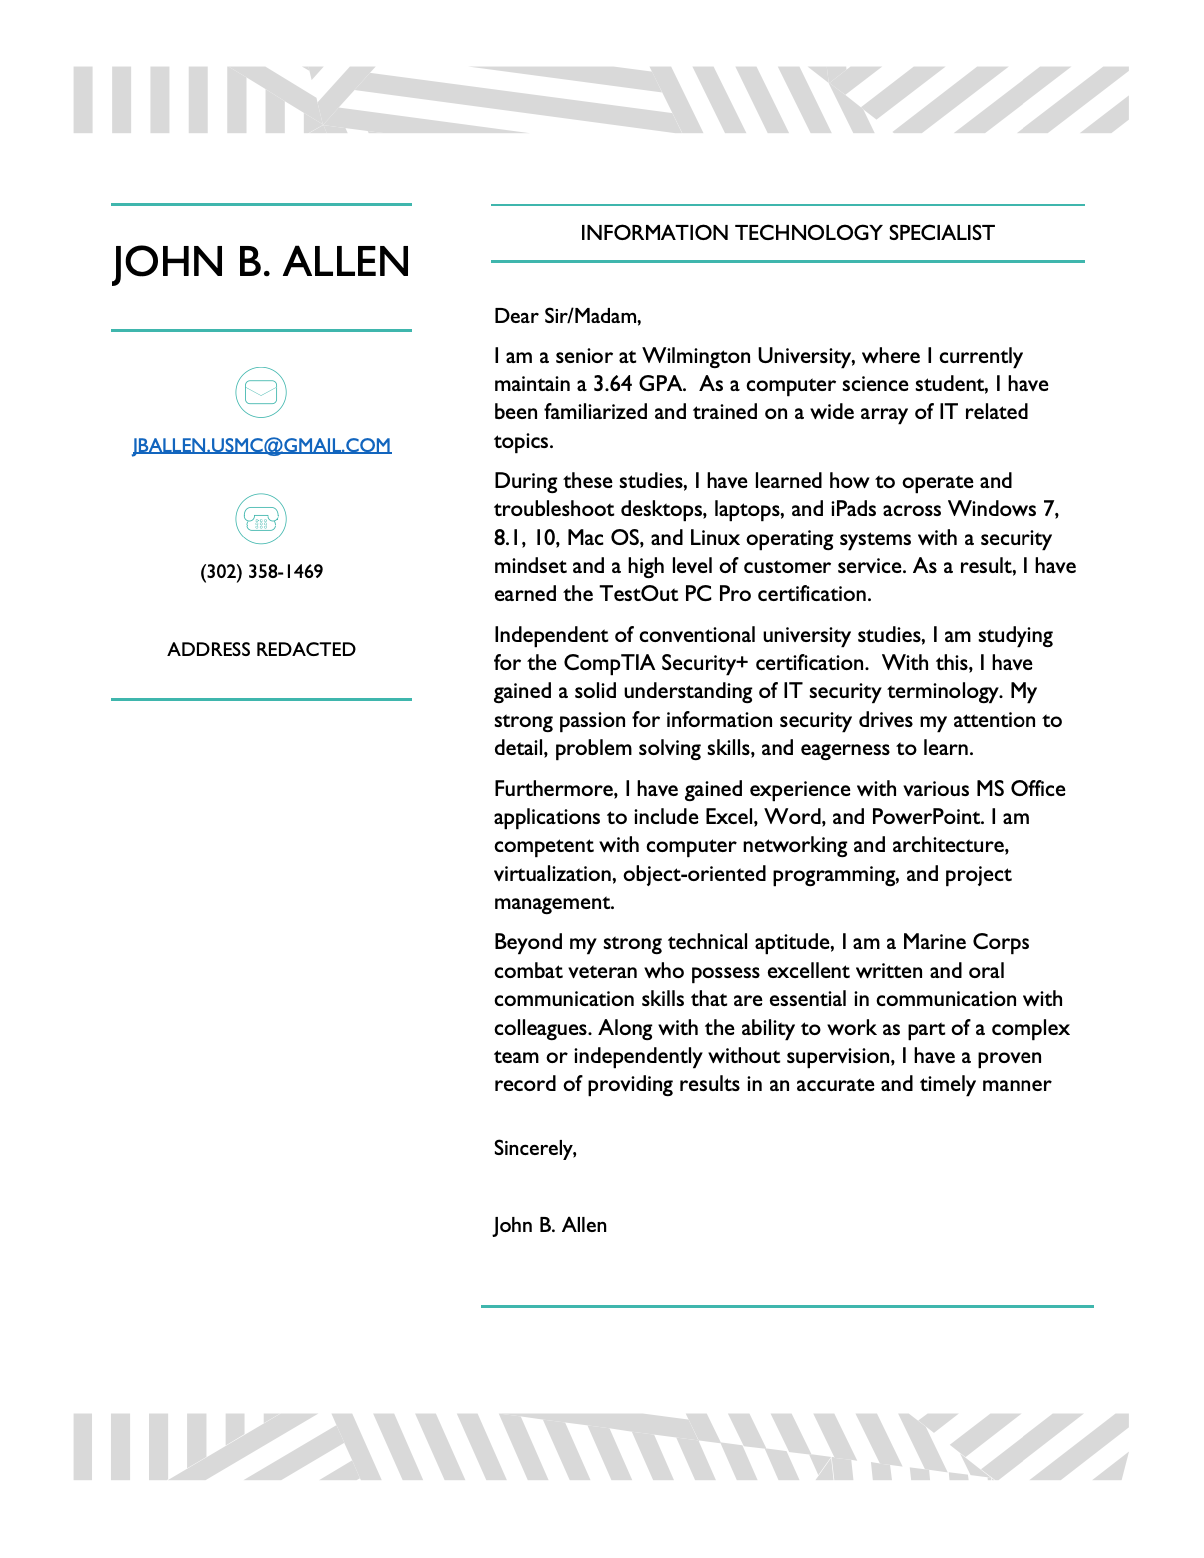 JOHN B. ALLEN
JBALLEN.USMC@GMAIL.COM
(302) 358-1469
ADDRESS REDACTED
INFORMATION TECHNOLOGY SPECIALIST
Dear Sir/Madam,
I am a senior at Wilmington University, where I currently
maintain a 3.64 GPA.  As a computer science student, I have
been familiarized and trained on a wide array of IT related
topics.
During these studies, I have learned how to operate and
troubleshoot desktops, laptops, and iPads across Windows 7,
8.1, 10, Mac OS, and Linux operating systems with a security
mindset and a high level of customer service. As a result, I have
earned the TestOut PC Pro certification.
Independent of conventional university studies, I am studying
for the CompTIA Security+ certification.  With this, I have
gained a solid understanding of IT security terminology. My
strong passion for information security drives my attention to
detail, problem solving skills, and eagerness to learn.
Furthermore, I have gained experience with various MS Office
applications to include Excel, Word, and PowerPoint. I am
competent with computer networking and architecture,
virtualization, object-oriented programming, and project
management.
Beyond my strong technical aptitude, I am a Marine Corps
combat veteran who possess excellent written and oral
communication skills that are essential in communication with
colleagues. Along with the ability to work as part of a complex
team or independently without supervision, I have a proven
record of providing results in an accurate and timely manner
Sincerely,
John B. Allen